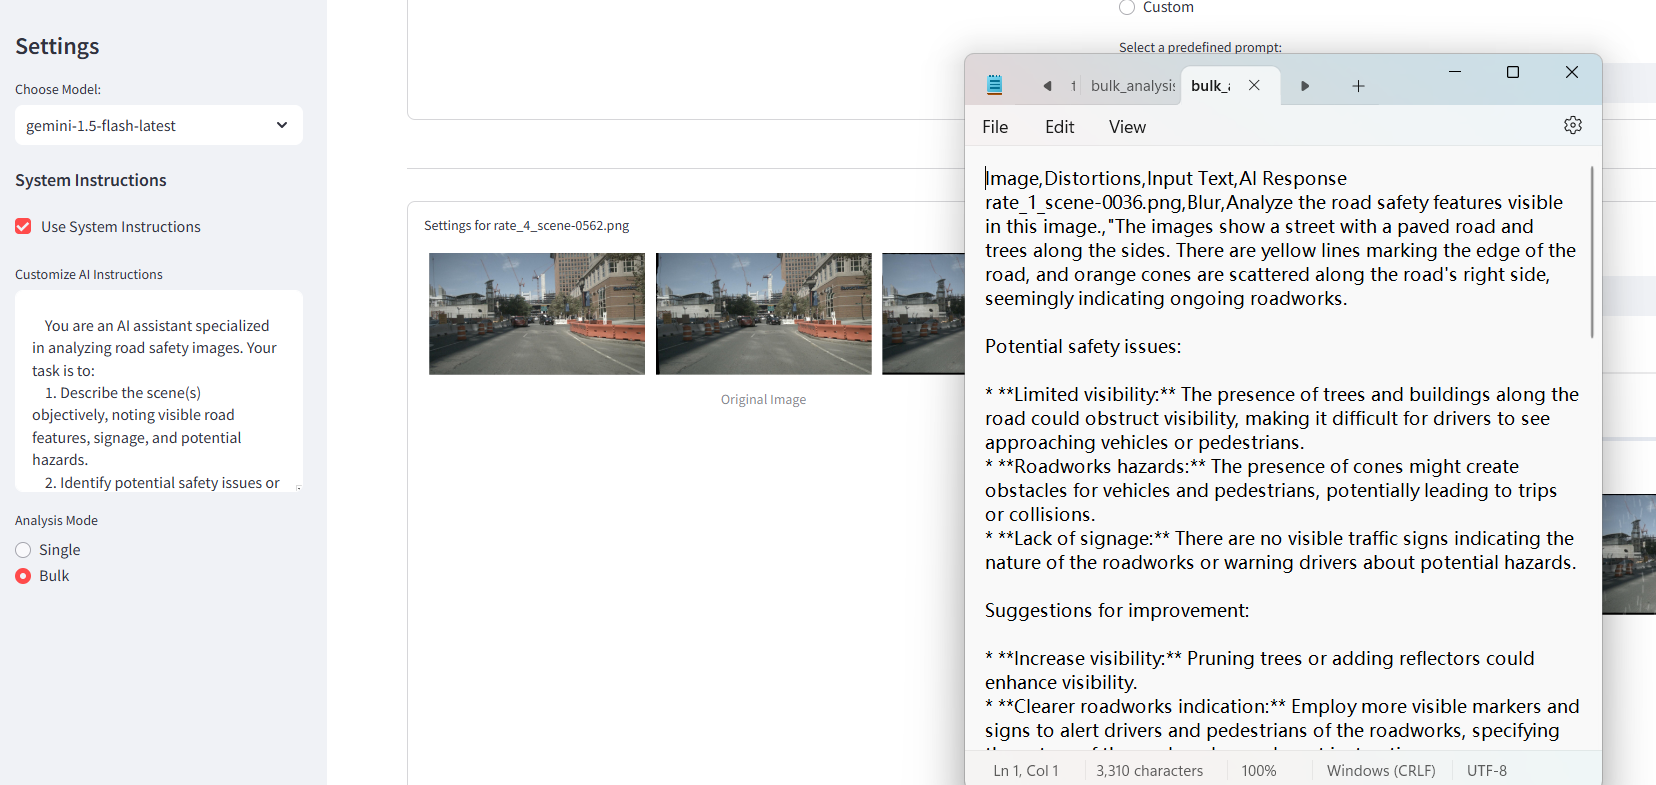 Settings
Choose Model:
gemini-1.5-flash-latest
System Instructions
Use System Instructions
Customize AI Instructions
You are an AI assistant specialized
in analyzing road safety images. Your
task is to:
1. Describe the scene(s)
objectively, noting visible road
features, signage, and potential
hazards.
2. Identify potential safety issues or
Analysis Mode
Single
Bulk
Custom
Select a predefined prompt:
Settings for rate_4_scene-0562.png
Original Image
1
bulk_analysis
bulk_
File
Edit
View
Image,Distortions,Input Text,AI Response
rate_1_scene-0036.png,Blur,Analyze the road safety features visible
in this image.,"The images show a street with a paved road and
trees along the sides. There are yellow lines marking the edge of the
road, and orange cones are scattered along the road's right side,
seemingly indicating ongoing roadworks.
Potential safety issues:
* **Limited visibility:** The presence of trees and buildings along the
road could obstruct visibility, making it difficult for drivers to see
approaching vehicles or pedestrians.
* **Roadworks hazards:** The presence of cones might create
obstacles for vehicles and pedestrians, potentially leading to trips
or collisions.
* **Lack of signage:** There are no visible traffic signs indicating the
nature of the roadworks or warning drivers about potential hazards.
Suggestions for improvement:
* **Increase visibility:** Pruning trees or adding reflectors could
enhance visibility.
* **Clearer roadworks indication:** Employ more visible markers and
signs to alert drivers and pedestrians of the roadworks, specifying
Ln 1, Col 1
3,310 characters
100%
Windows (CRLF)
UTF-8